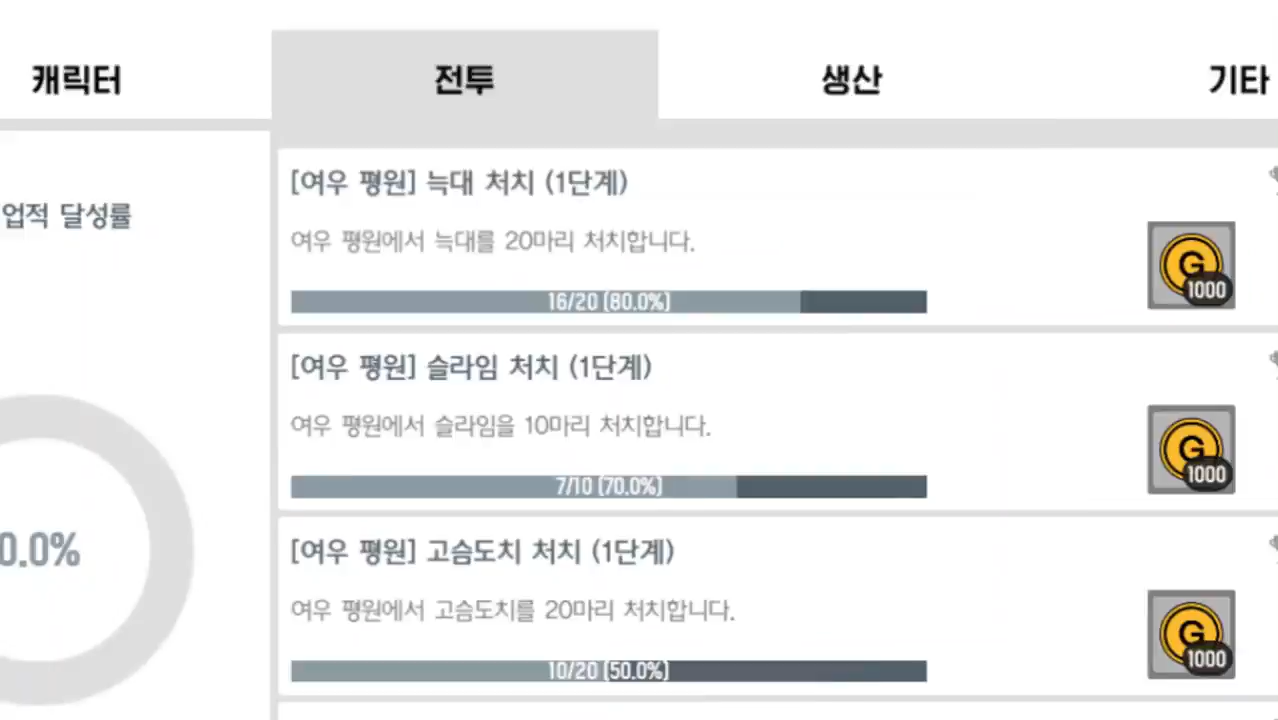 캐릭터
전투
생산
기타
업적 달성률
0.0%
[여우 평원] 늑대 처치 (1단계)
여우 평원에서 늑대를 20마리 처치합니다.
16/20 (80.0%)
G
1000
[여우 평원] 슬라임 처치 (1단계)
여우 평원에서 슬라임을 10마리 처치합니다.
7/10 (70.0%)
G
1000
[여우 평원] 고슴도치 처치 (1단계)
여우 평원에서 고슴도치를 20마리 처치합니다.
10/20 (50.0%)
G
1000